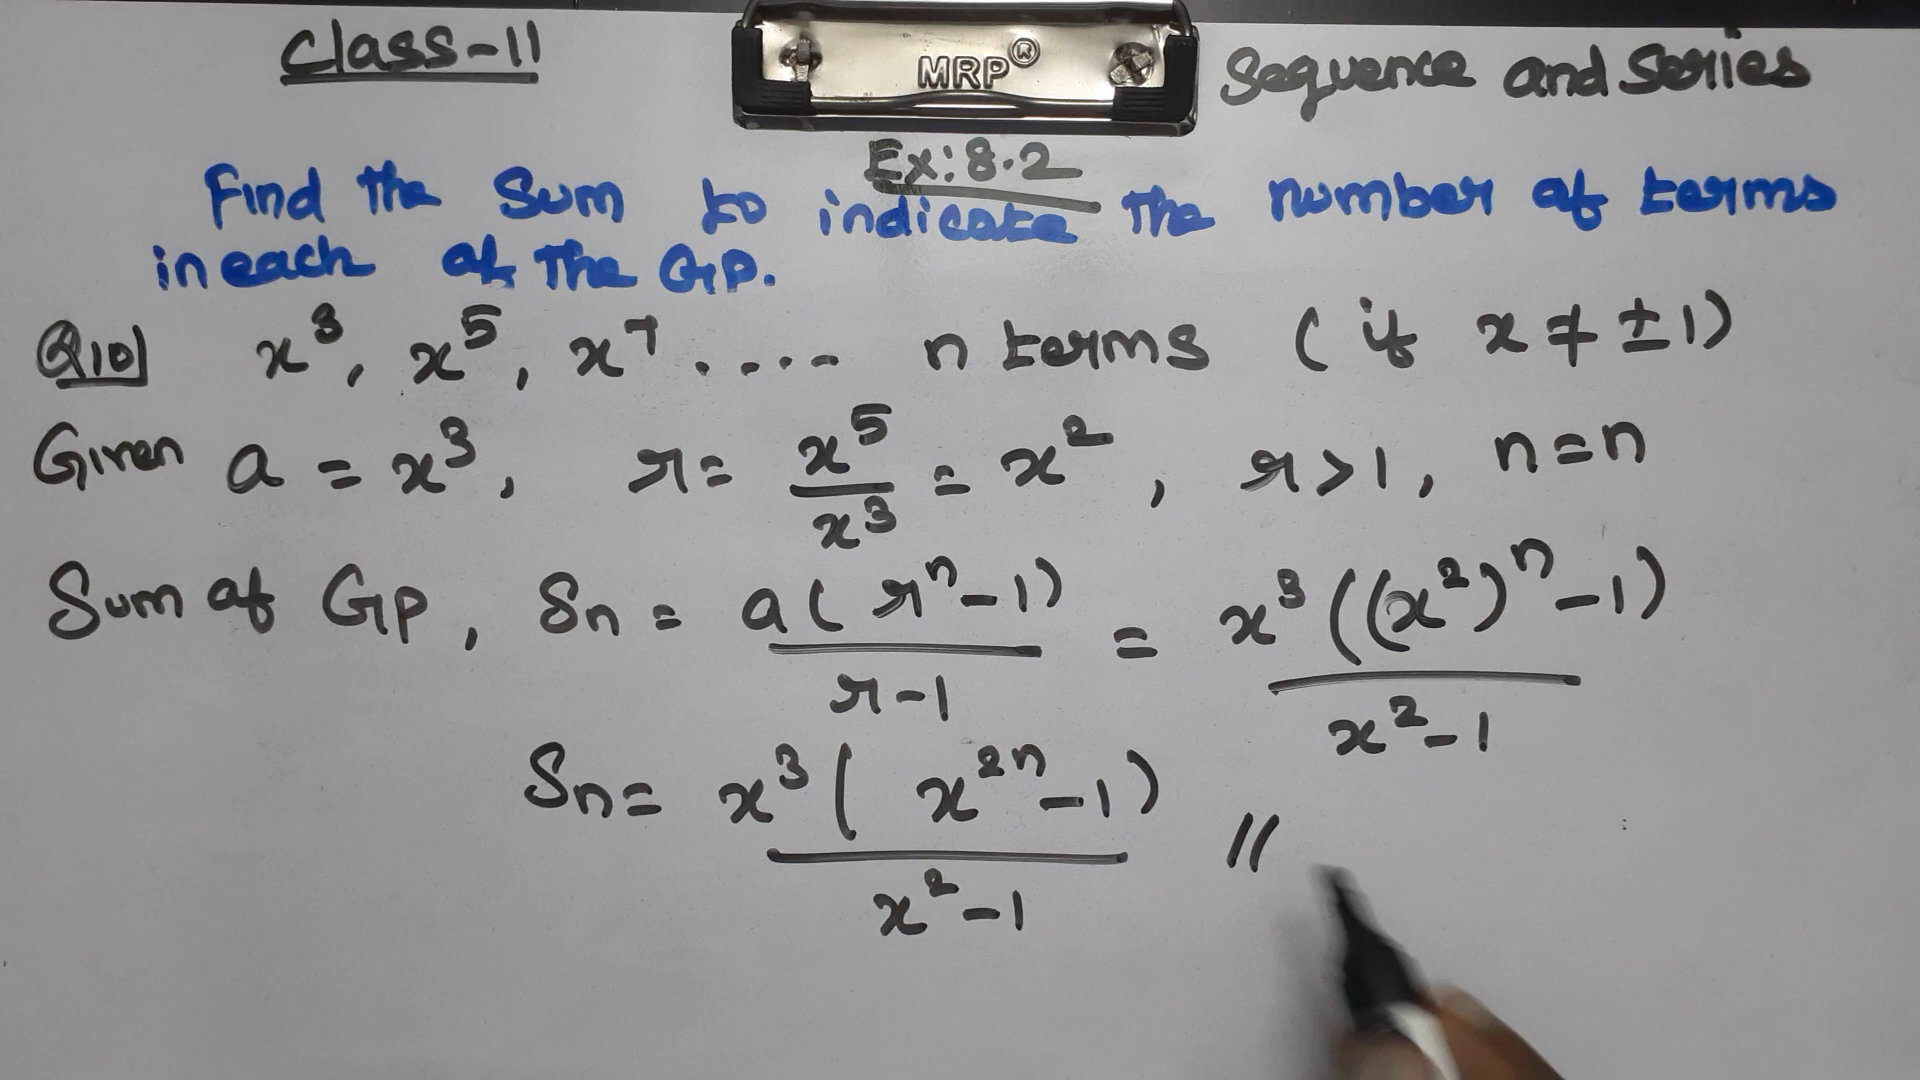 Class-11
MRP®
Sequence and Series
Ex: 8.2
Find the Sum to indicate the number of terms
in each of the GP.
Q10] x³, x⁵, x⁷ ..... n terms (if x ≠ ±1)
Given a = x³, r = x⁵/x³ = x², r>1, n=n
Sum of GP, Sn = a(rⁿ-1)/r-1 = x³((x²)ⁿ-1)/x²-1
Sn = x³(x²ⁿ-1)/x²-1 //